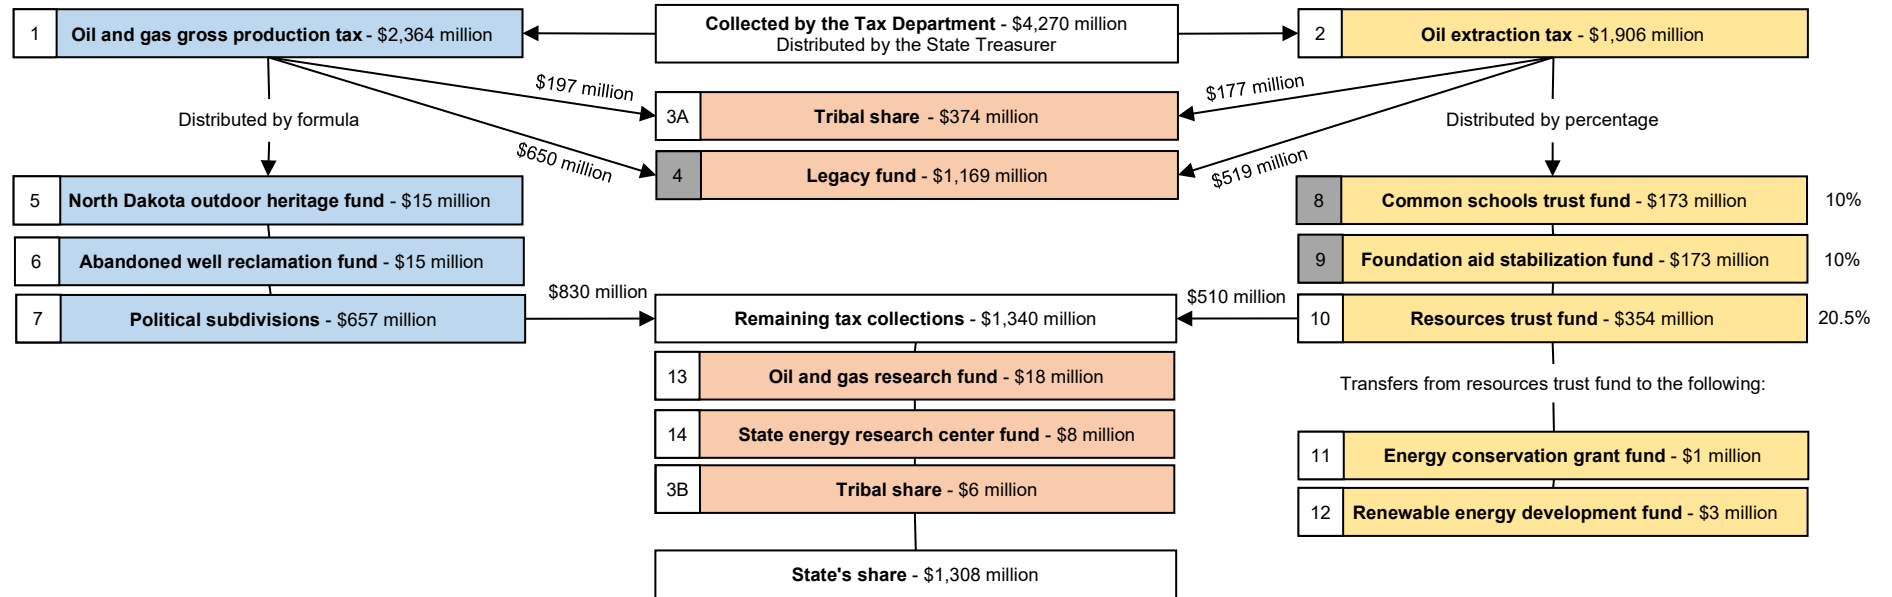 1 Oil and gas gross production tax - $2,364 million
Collected by the Tax Department - $4,270 million
Distributed by the State Treasurer
2 Oil extraction tax - $1,906 million
$197 million
$177 million
3A Tribal share - $374 million
Distributed by formula
Distributed by percentage
$650 million
$519 million
4 Legacy fund - $1,169 million
5 North Dakota outdoor heritage fund - $15 million
8 Common schools trust fund - $173 million 10%
6 Abandoned well reclamation fund - $15 million
9 Foundation aid stabilization fund - $173 million 10%
$830 million
$510 million
7 Political subdivisions - $657 million
Remaining tax collections - $1,340 million
10 Resources trust fund - $354 million 20.5%
13 Oil and gas research fund - $18 million
Transfers from resources trust fund to the following:
14 State energy research center fund - $8 million
11 Energy conservation grant fund - $1 million
3B Tribal share - $6 million
12 Renewable energy development fund - $3 million
State's share - $1,308 million